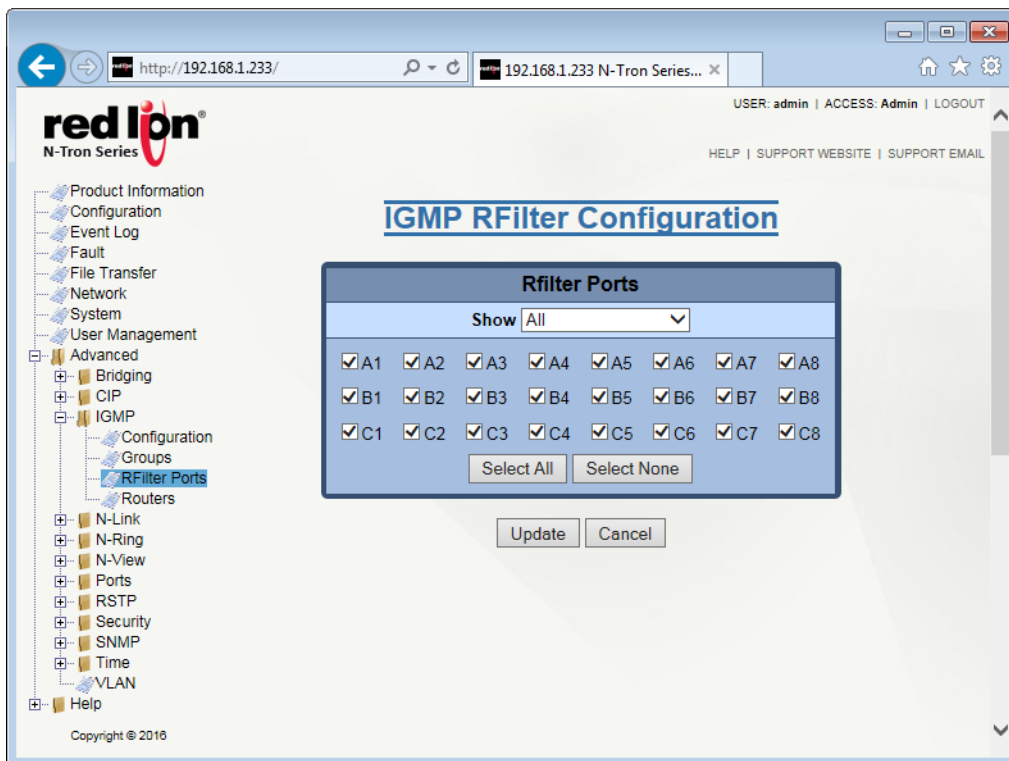 http://192.168.1.233/
192.168.1.233 N-Tron Series...
USER: admin | ACCESS: Admin | LOGOUT
red lion®
N-Tron Series
HELP | SUPPORT WEBSITE | SUPPORT EMAIL
Product Information
Configuration
Event Log
Fault
File Transfer
Network
System
User Management
Advanced
Bridging
CIP
IGMP
Configuration
Groups
RFilter Ports
Routers
N-Link
N-Ring
N-View
Ports
RSTP
Security
SNMP
Time
VLAN
Help
Copyright © 2016
IGMP RFilter Configuration
Rfilter Ports
Show All
A1 A2 A3 A4 A5 A6 A7 A8
B1 B2 B3 B4 B5 B6 B7 B8
C1 C2 C3 C4 C5 C6 C7 C8
Select All Select None
Update Cancel